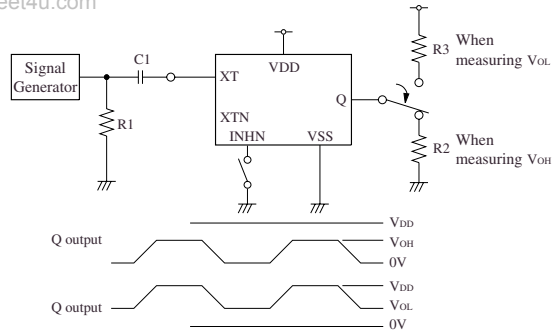 eet4u.com
Signal
Generator
C1
R1
XT
VDD
Q
XTN
INHN
VSS
R3
When
measuring VOL
R2
When
measuring VOH
VDD
Q output
VOH
0V
VDD
Q output
VOL
0V